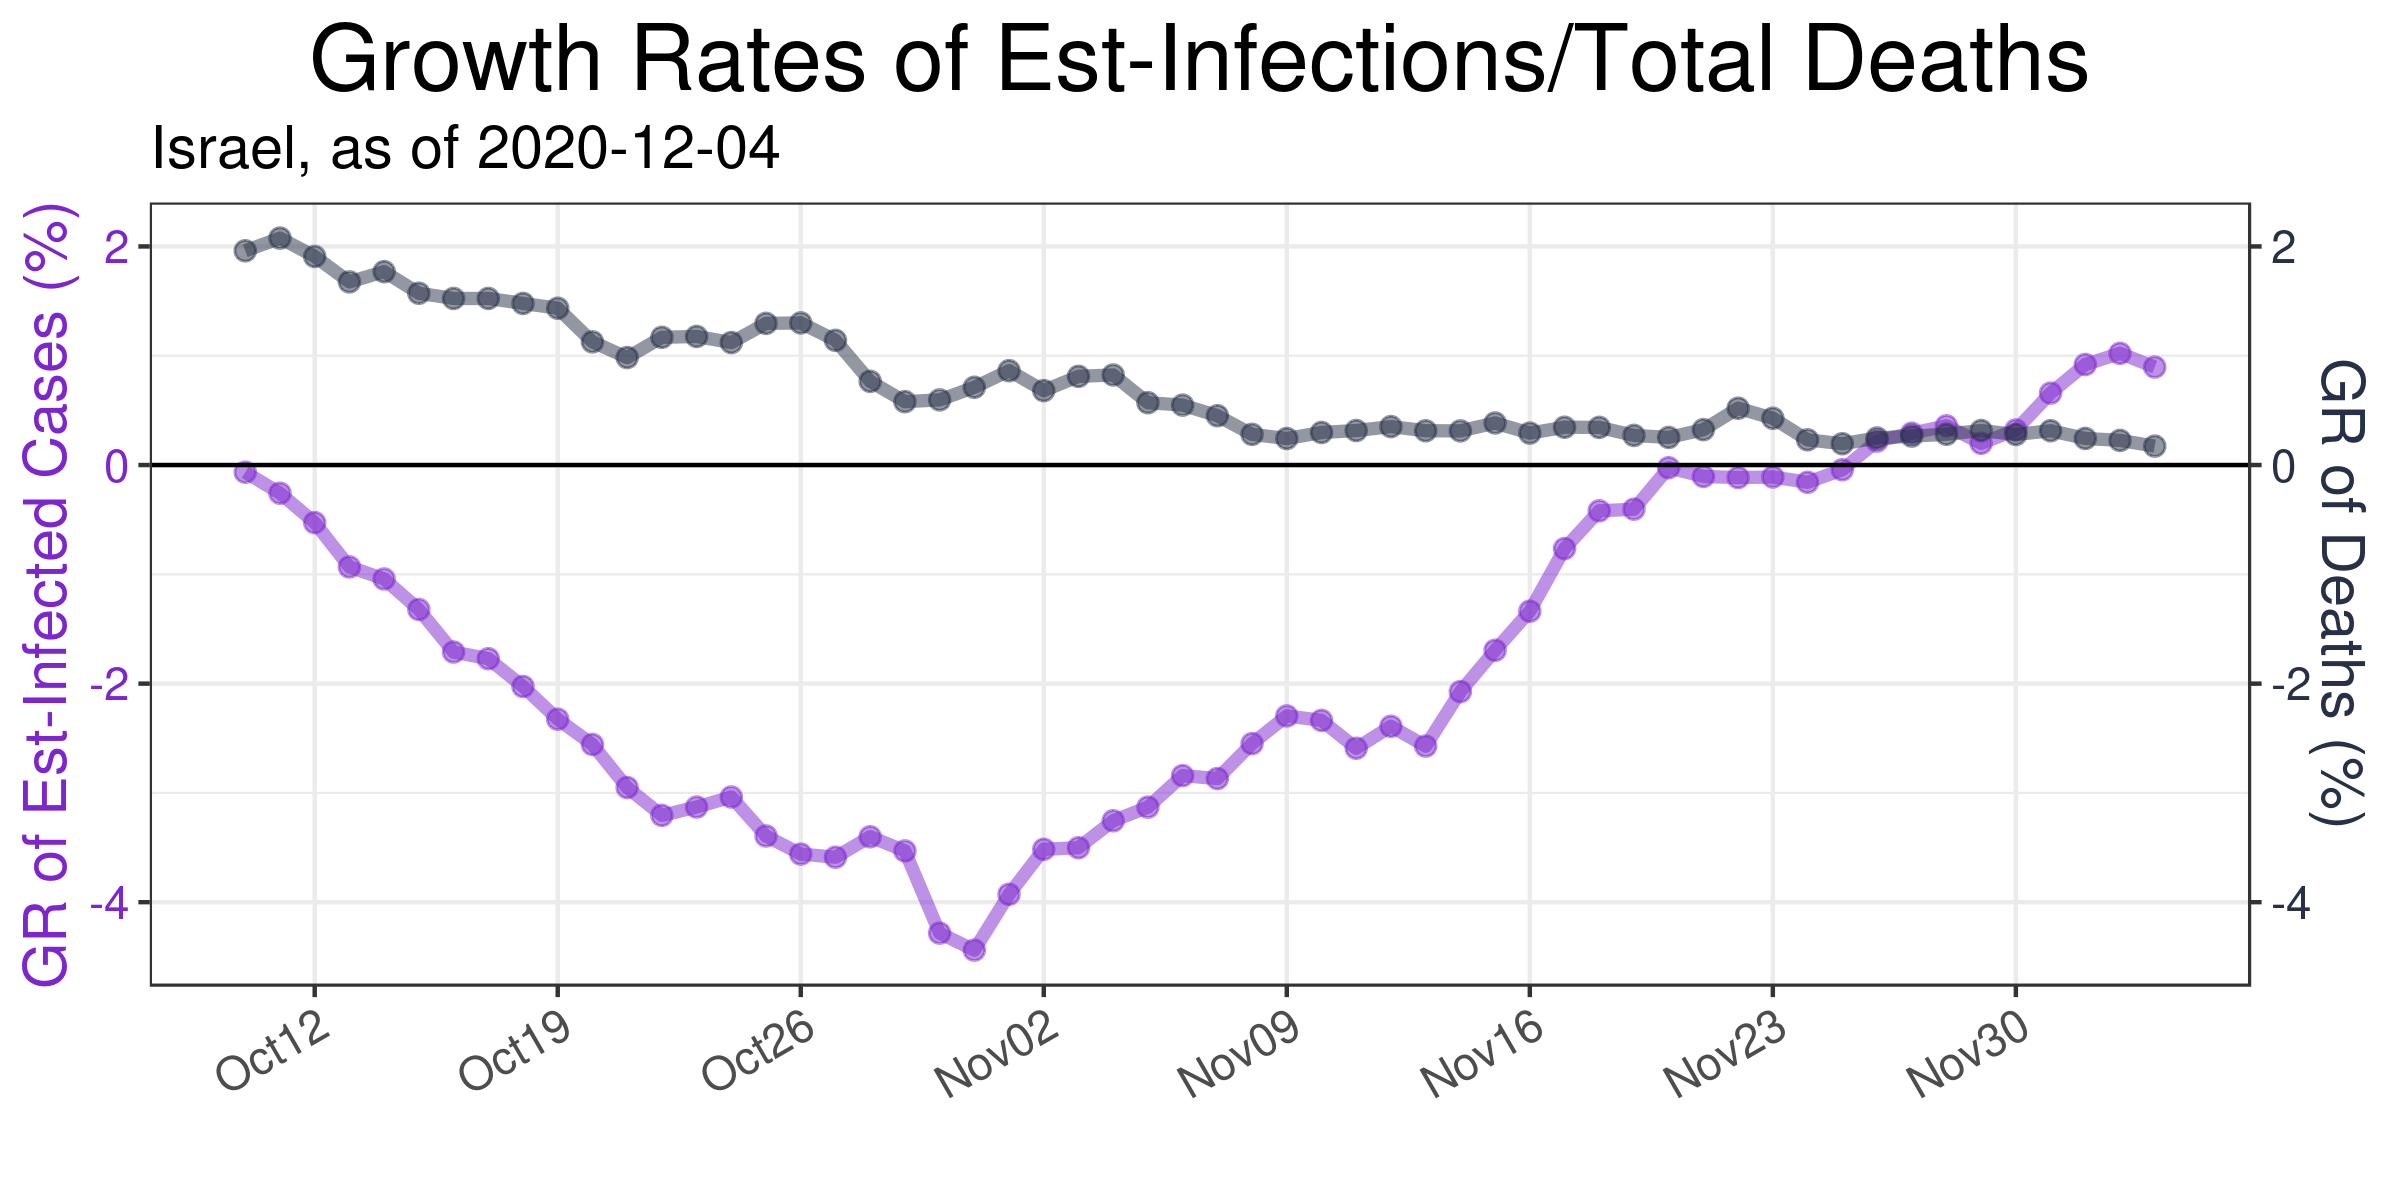 Growth Rates of Est-Infections/Total Deaths
Israel, as of 2020-12-04
GR of Est-Infected Cases (%)
2
0
-2
-4
2
0
-2
-4
GR of Deaths (%)
Oct12
Oct19
Oct26
Nov02
Nov09
Nov16
Nov23
Nov30